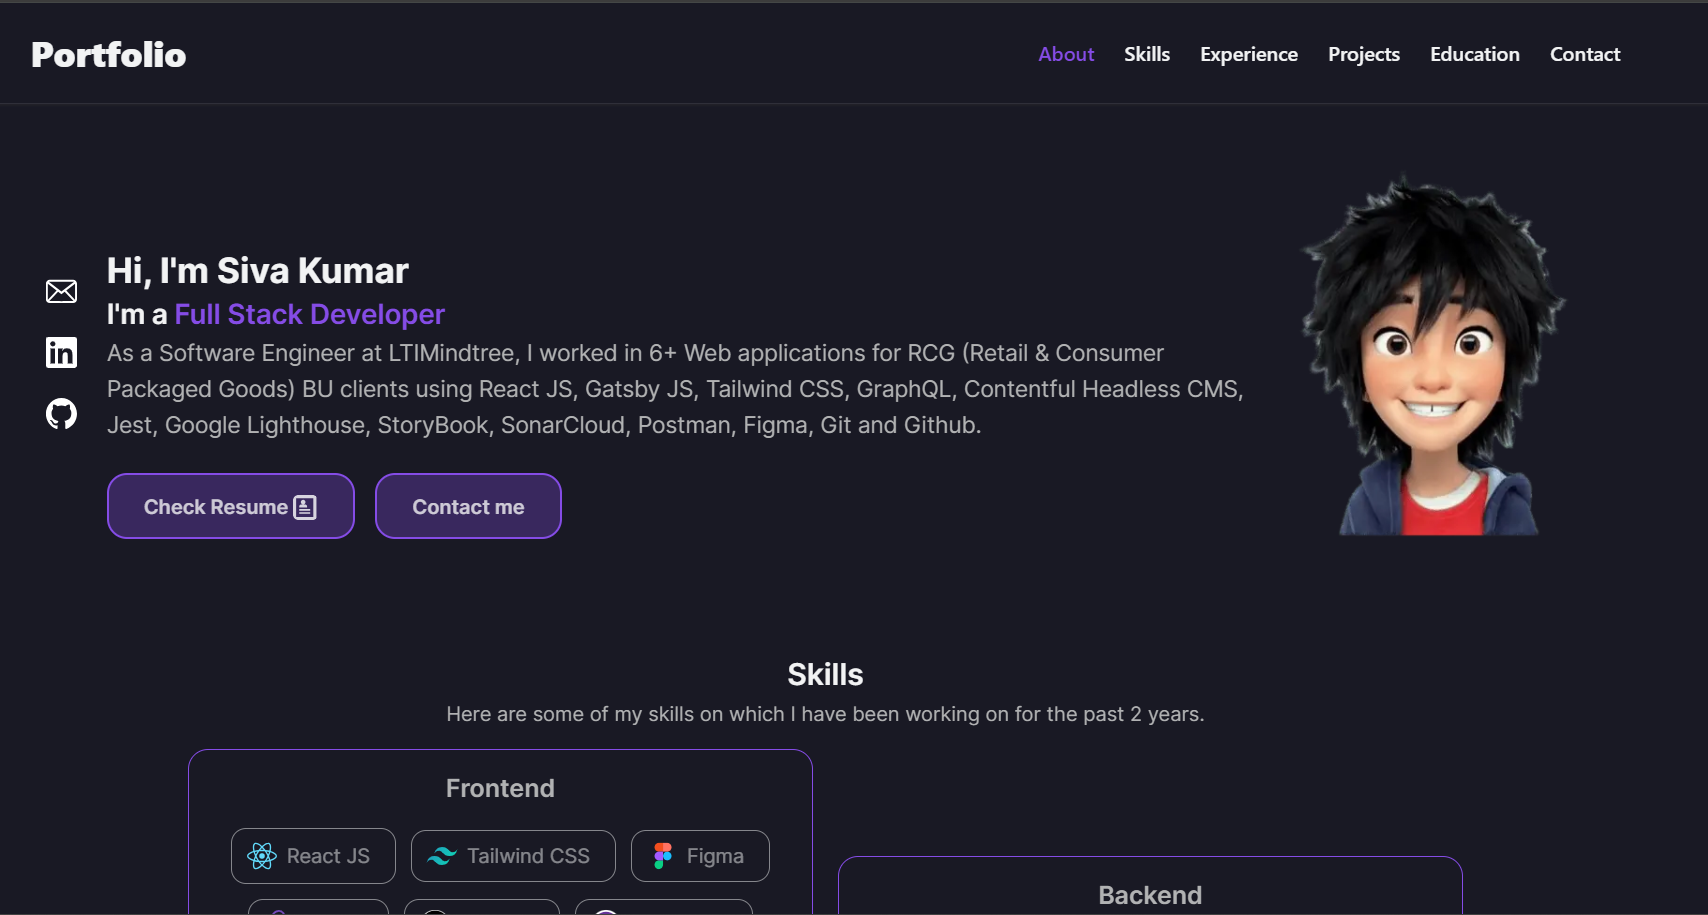 Portfolio
About Skills Experience Projects Education Contact
Hi, I'm Siva Kumar
I'm a Full Stack Developer
As a Software Engineer at LTIMindtree, I worked in 6+ Web applications for RCG (Retail & Consumer
Packaged Goods) BU clients using React JS, Gatsby JS, Tailwind CSS, GraphQL, Contentful Headless CMS,
Jest, Google Lighthouse, StoryBook, SonarCloud, Postman, Figma, Git and Github.
Check Resume
Contact me
Skills
Here are some of my skills on which I have been working on for the past 2 years.
Frontend
React JS
Tailwind CSS
Figma
Backend